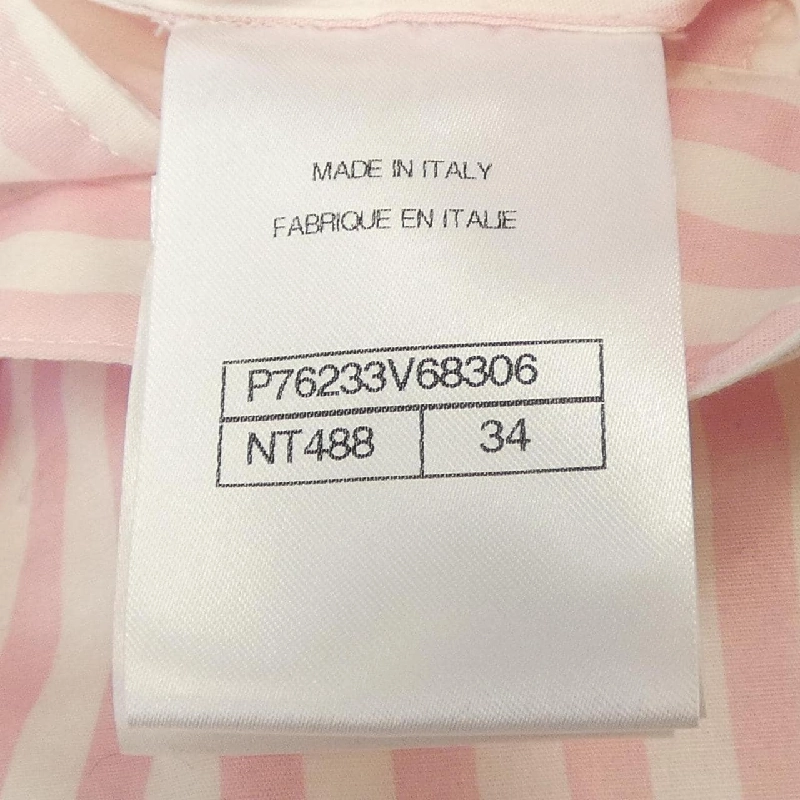 MADE IN ITALY
FABRIQUE EN ITALIE
P76233V68306
NT488 34